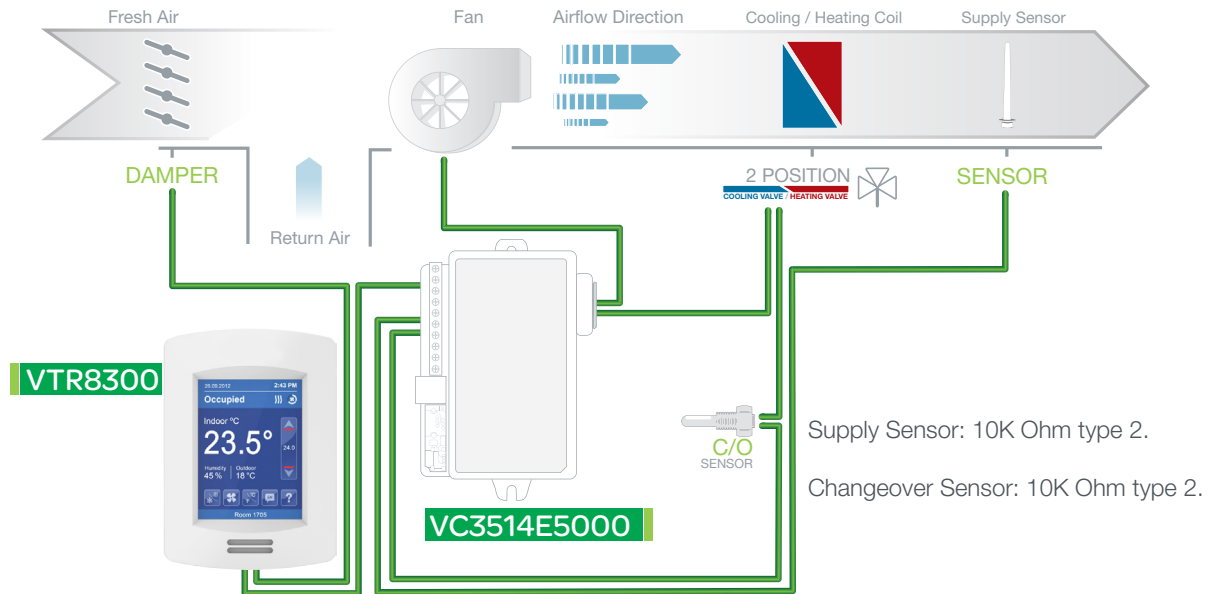 Fresh Air
Fan
Airflow Direction
Cooling / Heating Coil
Supply Sensor
DAMPER
2 POSITION
COOLING VALVE / HEATING VALVE
SENSOR
Return Air
VTR8300
2:43 PM
Occupied
Indoor °C
23.5°
24.0
Humidity
45 %
Outdoor
18 °C
?
Room 1705
C/O
SENSOR
Supply Sensor: 10K Ohm type 2.
Changeover Sensor: 10K Ohm type 2.
VC3514E5000